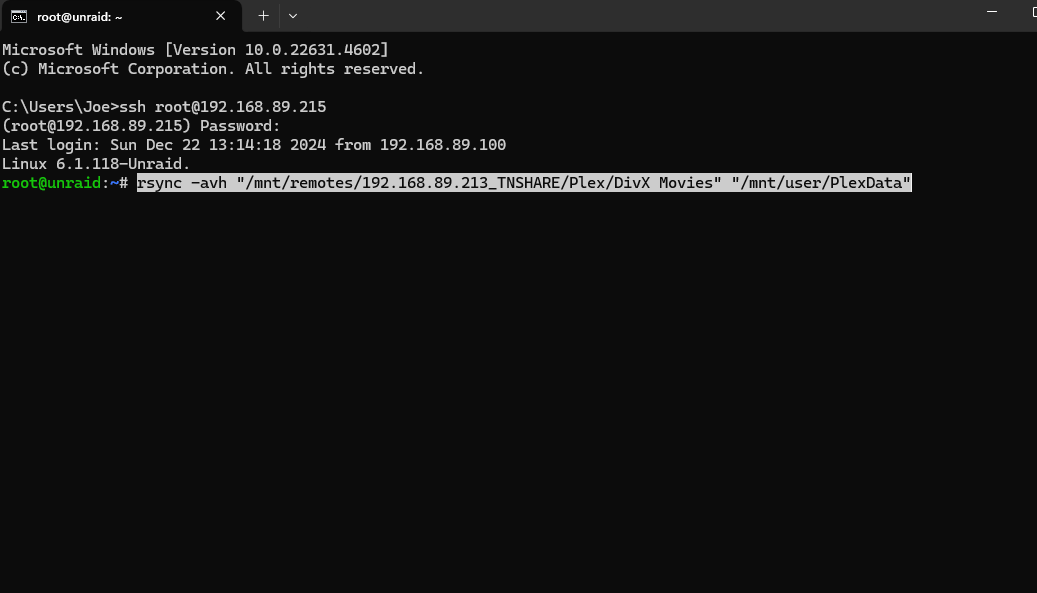 root@unraid: ~
Microsoft Windows [Version 10.0.22631.4602]
(c) Microsoft Corporation. All rights reserved.
C:\Users\Joe>ssh root@192.168.89.215
(root@192.168.89.215) Password:
Last login: Sun Dec 22 13:14:18 2024 from 192.168.89.100
Linux 6.1.118-Unraid.
root@unraid:~# rsync -avh "/mnt/remotes/192.168.89.213_TNSHARE/Plex/DivX Movies" "/mnt/user/PlexData"